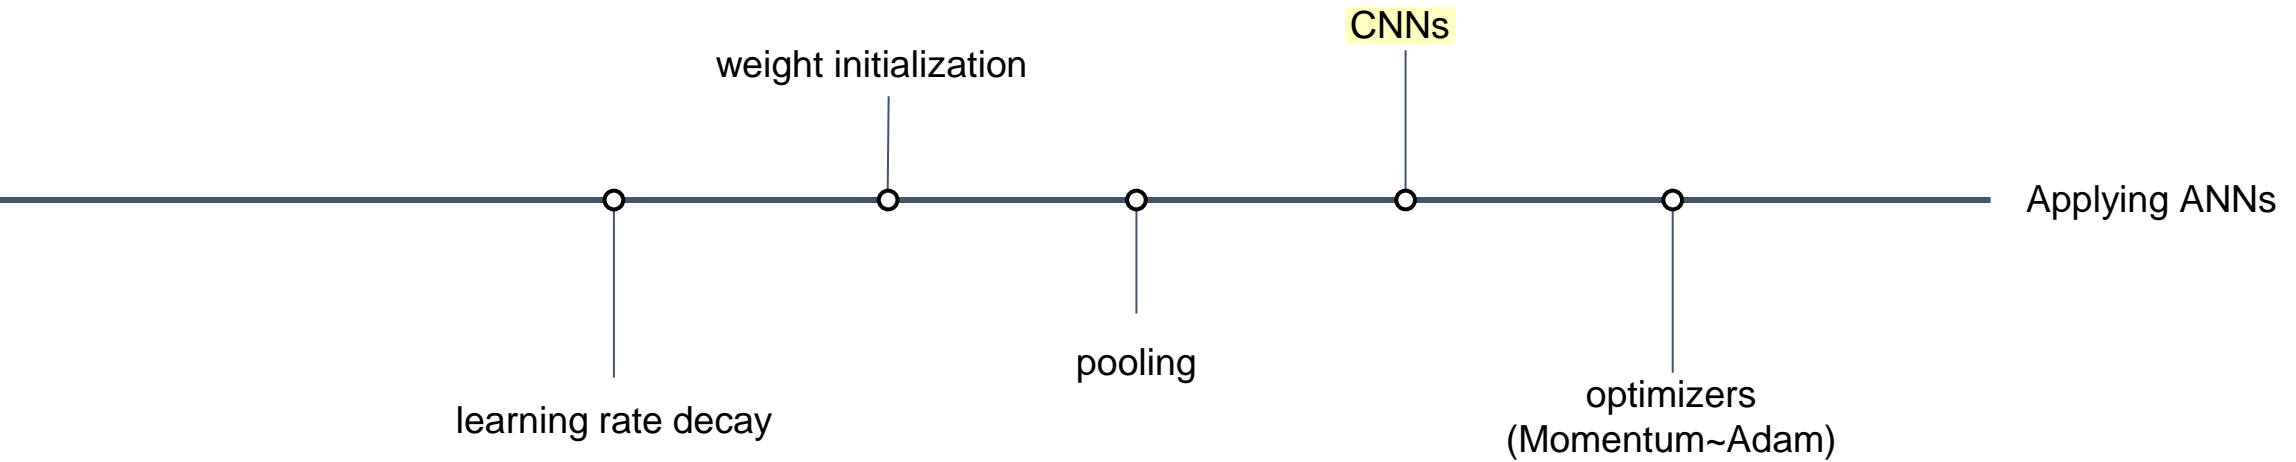 CNNs
weight initialization
Applying ANNs
pooling
optimizers
(Momentum~Adam)
learning rate decay